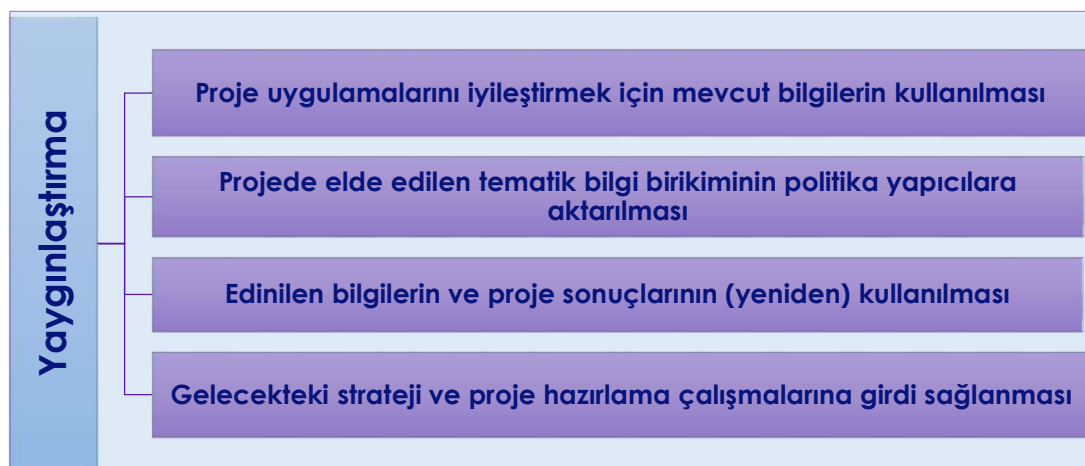 Yaygınlaştırma
Proje uygulamalarını iyileştirmek için mevcut bilgilerin kullanılması
Projede elde edilen tematik bilgi birikiminin politika yapıcılara
aktarılması
Edinilen bilgilerin ve proje sonuçlarının (yeniden) kullanılması
Gelecekteki strateji ve proje hazırlama çalışmalarına girdi sağlanması